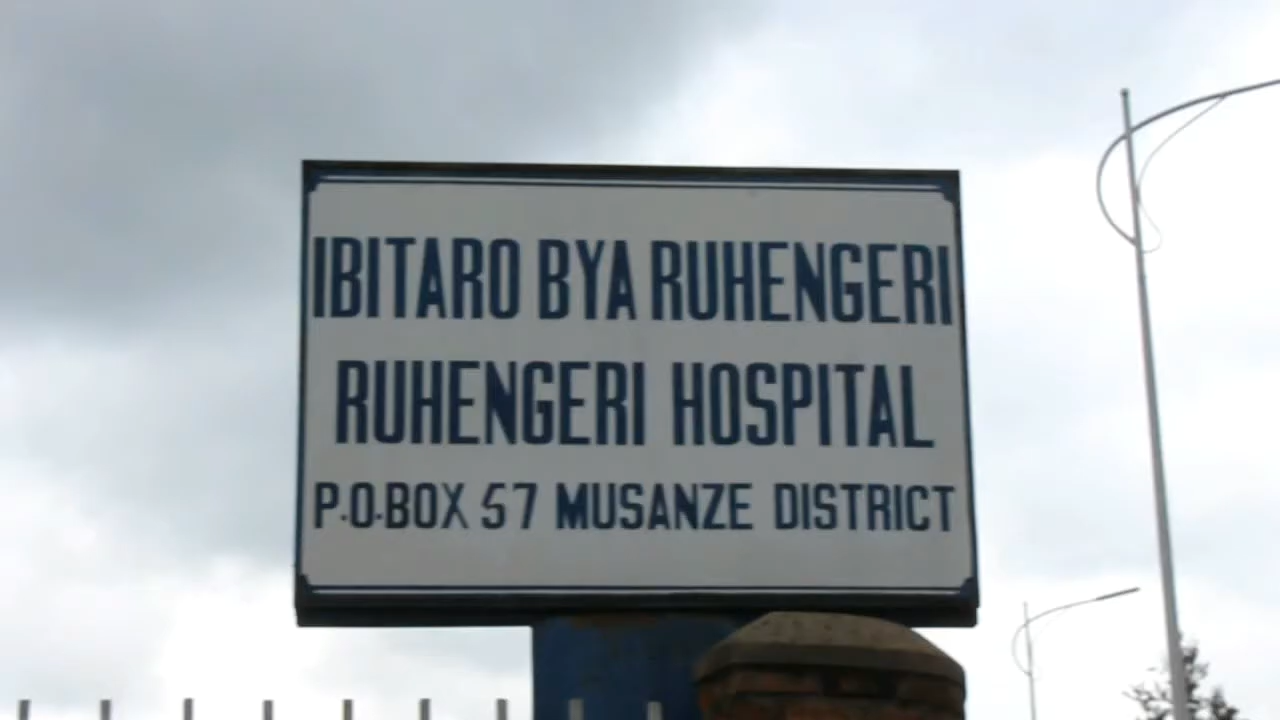 IBITARO BYA RUHENGERI
RUHENGERI HOSPITAL
P.O.BOX 57 MUSANZE DISTRICT